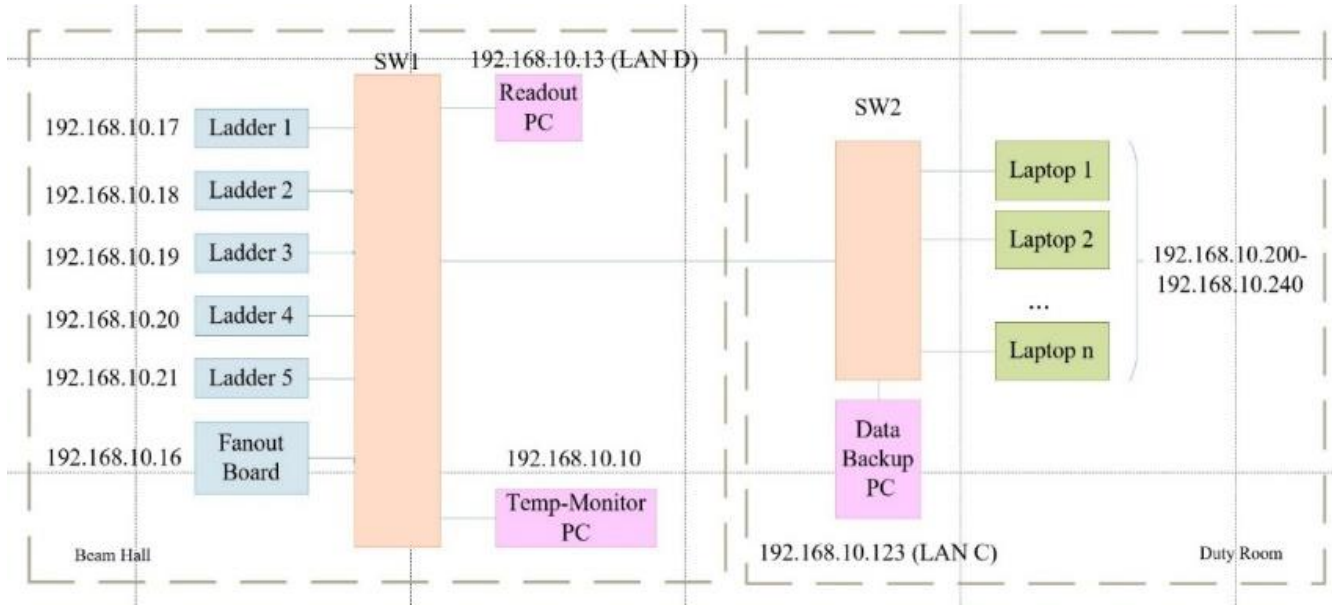 SW1
192.168.10.13 (LAN D)
Readout
PC
192.168.10.17
Ladder 1
192.168.10.18
Ladder 2
192.168.10.19
Ladder 3
192.168.10.20
Ladder 4
192.168.10.21
Ladder 5
192.168.10.16
Fanout
Board
192.168.10.10
Temp-Monitor
PC
Beam Hall
SW2
Laptop 1
Laptop 2
...
Laptop n
192.168.10.200-
192.168.10.240
Data
Backup
PC
192.168.10.123 (LAN C)
Duty Room